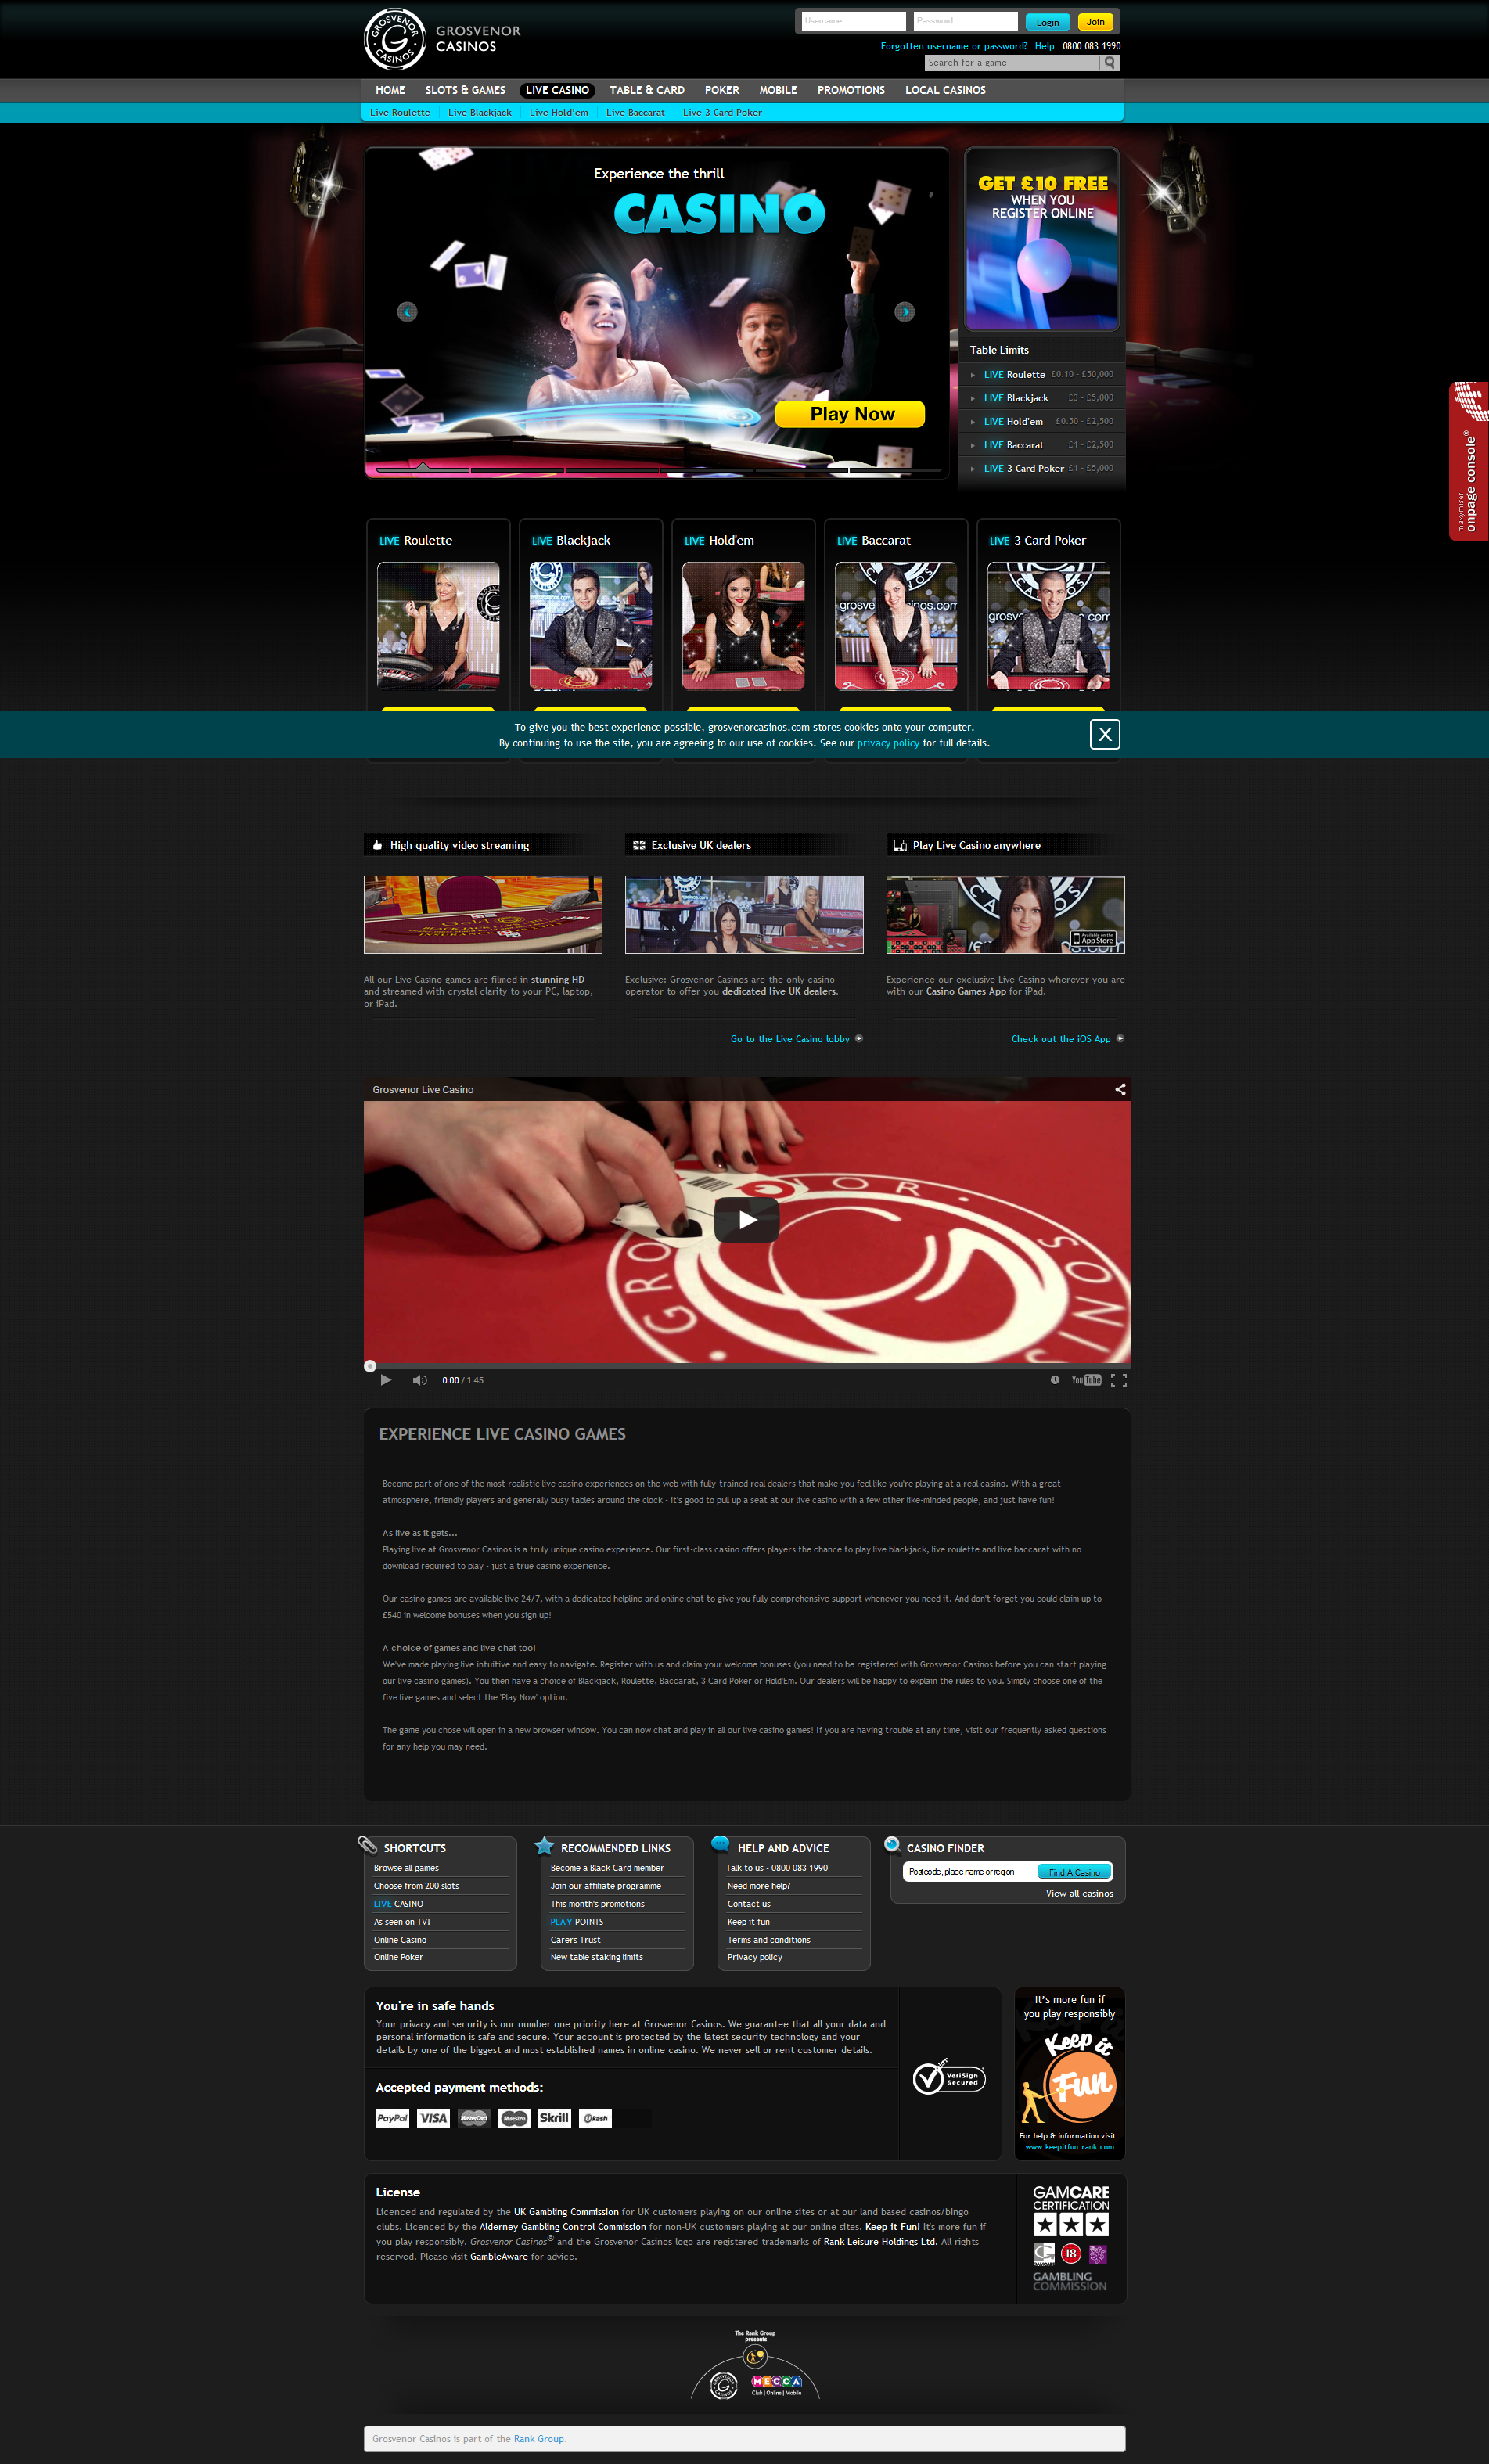 GROSVENOR CASINOS
GROSVENOR
CASINOS
Username
Password
Login
Join
Forgotten username or password? Help 0800 083 1990
Search for a game
HOME SLOTS & GAMES LIVE CASINO TABLE & CARD POKER MOBILE PROMOTIONS LOCAL CASINOS
Live Roulette Live Blackjack Live Hold'em Live Baccarat Live 3 Card Poker
Experience the thrill
CASINO
Play Now
GET £10 FREE
WHEN YOU
REGISTER ONLINE
Table Limits
LIVE Roulette £0.10 - £50,000
LIVE Blackjack £3 - £5,000
LIVE Hold'em £0.50 - £2,500
LIVE Baccarat £1 - £2,500
LIVE 3 Card Poker £1 - £5,000
maxymiser
onpage console®
LIVE Roulette
LIVE Blackjack
LIVE Hold'em
LIVE Baccarat
LIVE 3 Card Poker
To give you the best experience possible, grosvenorcasinos.com stores cookies onto your computer.
By continuing to use the site, you are agreeing to our use of cookies. See our privacy policy for full details.
X
High quality video streaming
Exclusive UK dealers
Play Live Casino anywhere
Available on the
App Store
All our Live Casino games are filmed in stunning HD
and streamed with crystal clarity to your PC, laptop,
or iPad.
Exclusive: Grosvenor Casinos are the only casino
operator to offer you dedicated live UK dealers.
Go to the Live Casino lobby
Experience our exclusive Live Casino wherever you are
with our Casino Games App for iPad.
Check out the IOS App
Grosvenor Live Casino
0:00 / 1:45
YouTube
EXPERIENCE LIVE CASINO GAMES
Become part of one of the most realistic live casino experiences on the web with fully-trained real dealers that make you feel like you're playing at a real casino. With a great
atmosphere, friendly players and generally busy tables around the clock - it's good to pull up a seat at our live casino with a few other like-minded people, and just have fun!
As live as it gets...
Playing live at Grosvenor Casinos is a truly unique casino experience. Our first-class casino offers players the chance to play live blackjack, live roulette and live baccarat with no
download required to play - just a true casino experience.
Our casino games are available live 24/7, with a dedicated helpline and online chat to give you fully comprehensive support whenever you need it. And don't forget you could claim up to
£540 in welcome bonuses when you sign up!
A choice of games and live chat too!
We've made playing live intuitive and easy to navigate. Register with us and claim your welcome bonuses (you need to be registered with Grosvenor Casinos before you can start playing
our live casino games). You then have a choice of Blackjack, Roulette, Baccarat, 3 Card Poker or Hold'Em. Our dealers will be happy to explain the rules to you. Simply choose one of the
five live games and select the 'Play Now' option.
The game you chose will open in a new browser window. You can now chat and play in all our live casino games! If you are having trouble at any time, visit our frequently asked questions
for any help you may need.
SHORTCUTS
Browse all games
Choose from 200 slots
LIVE CASINO
As seen on TV!
Online Casino
Online Poker
RECOMMENDED LINKS
Become a Black Card member
Join our affiliate programme
This month's promotions
PLAY POINTS
Carers Trust
New table staking limits
HELP AND ADVICE
Talk to us - 0800 083 1990
Need more help?
Contact us
Keep it fun
Terms and conditions
Privacy policy
CASINO FINDER
Postcode, place name or region
Find A Casino
View all casinos
You're in safe hands
Your privacy and security is our number one priority here at Grosvenor Casinos. We guarantee that all your data and
personal information is safe and secure. Your account is protected by the latest security technology and your
details by one of the biggest and most established names in online casino. We never sell or rent customer details.
Accepted payment methods:
PayPal VISA MasterCard Maestro Skrill Ukash
VeriSign
Secured
It's more fun if
you play responsibly
Keep it
Fun
For help & information visit:
www.keepitfun.rank.com
License
Licenced and regulated by the UK Gambling Commission for UK customers playing on our online sites or at our land based casinos/bingo
clubs. Licenced by the Alderney Gambling Control Commission for non-UK customers playing at our online sites. Keep it Fun! It's more fun if
you play responsibly. Grosvenor Casinos® and the Grosvenor Casinos logo are registered trademarks of Rank Leisure Holdings Ltd. All rights
reserved. Please visit GambleAware for advice.
GAMCARE
CERTIFICATION
18
GAMBLING
COMMISSION
The Rank Group
presents
MECCA
Club | Online | Mobile
Grosvenor Casinos is part of the Rank Group.